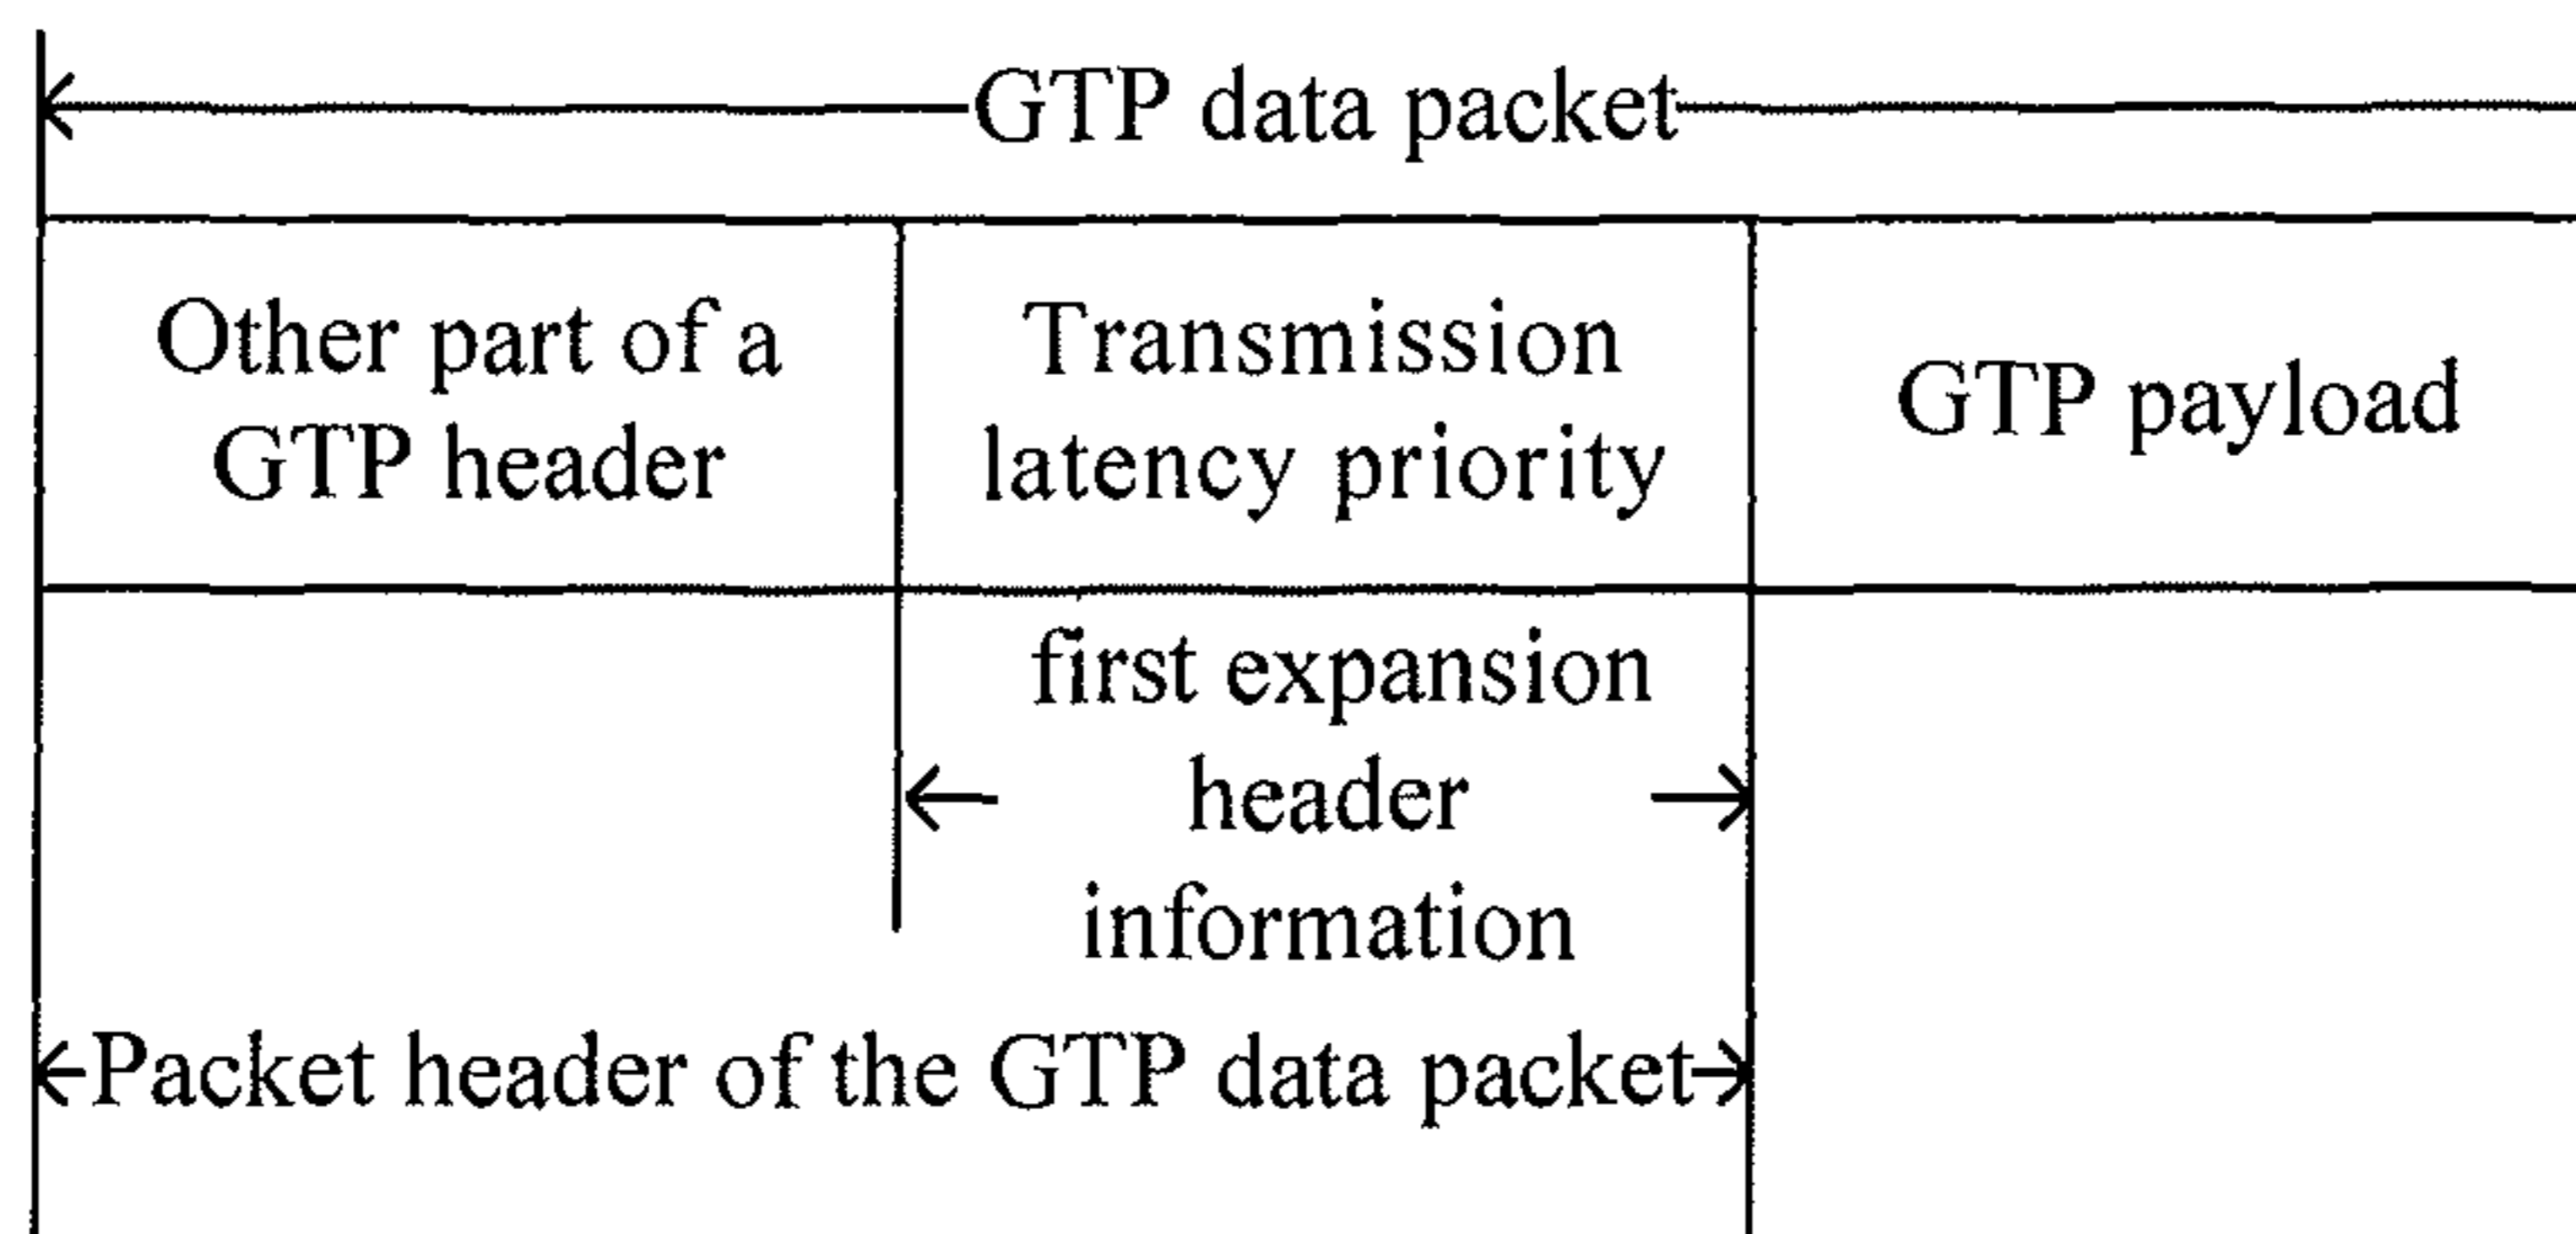 GTP data packet
Other part of a
GTP header
Transmission
latency priority
GTP payload
first expansion
header
information
Packet header of the GTP data packet